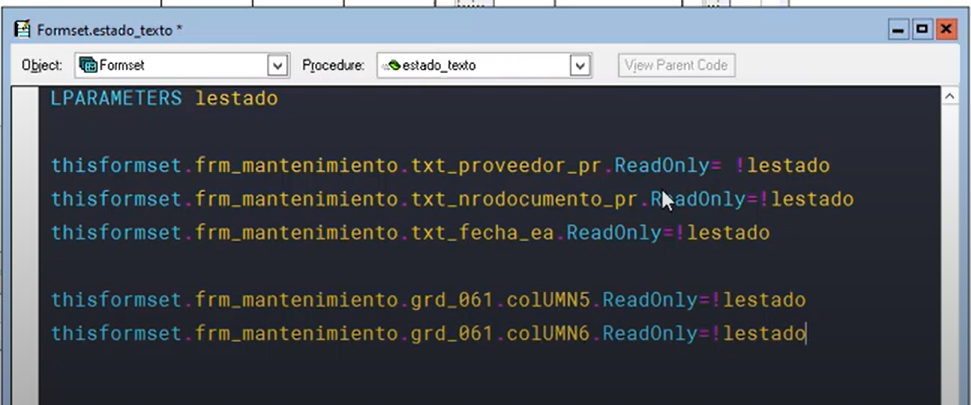 Formset.estado_texto *
Object: Formset Procedure: estado_texto View Parent Code
LPARAMETERS lestado
thisformset.frm_mantenimiento.txt_proveedor_pr.ReadOnly= !lestado
thisformset.frm_mantenimiento.txt_nrodocumento_pr.ReadOnly=!lestado
thisformset.frm_mantenimiento.txt_fecha_ea.ReadOnly=!lestado
thisformset.frm_mantenimiento.grd_061.colUMN5.ReadOnly=!lestado
thisformset.frm_mantenimiento.grd_061.colUMN6.ReadOnly=!lestado